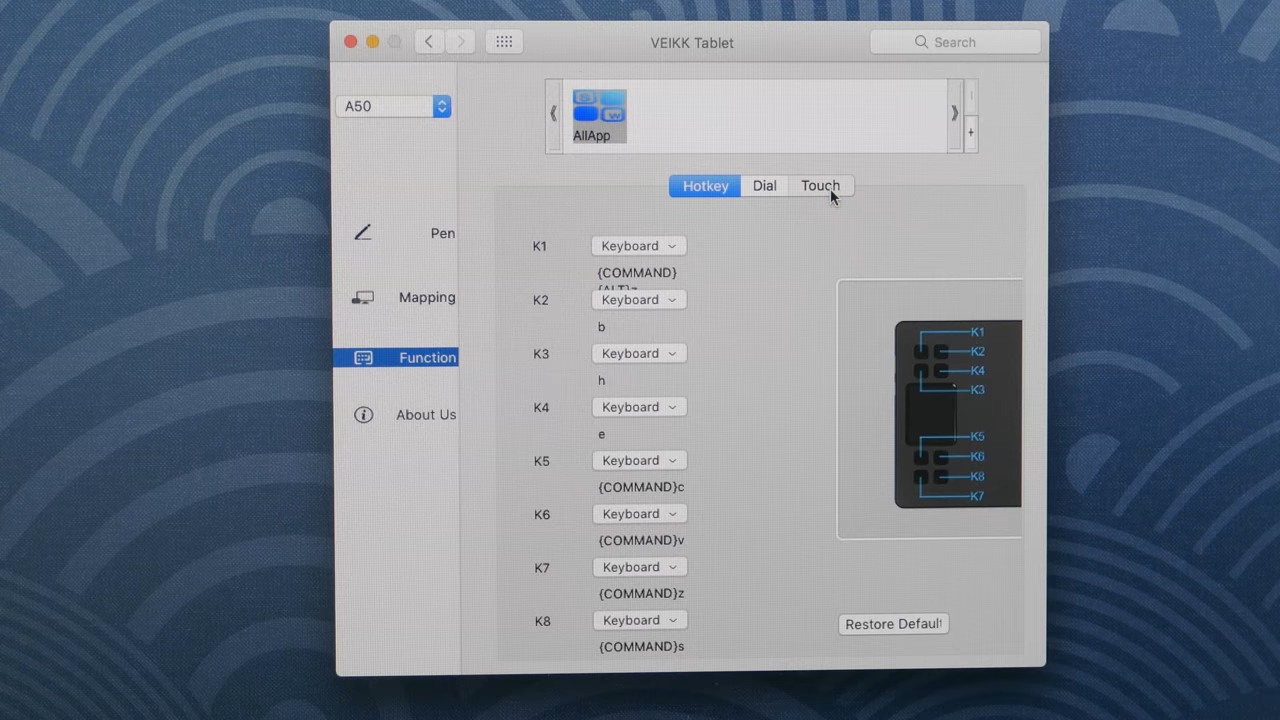 VEIKK Tablet
Search
A50
AllApp
+
Hotkey Dial Touch
Pen
Mapping
Function
About Us
K1 Keyboard
{COMMAND}
K2 Keyboard
b
K3 Keyboard
h
K4 Keyboard
e
K5 Keyboard
{COMMAND}c
K6 Keyboard
{COMMAND}v
K7 Keyboard
{COMMAND}z
K8 Keyboard
{COMMAND}s
K1
K2
K4
K3
K5
K6
K8
K7
Restore Defaul